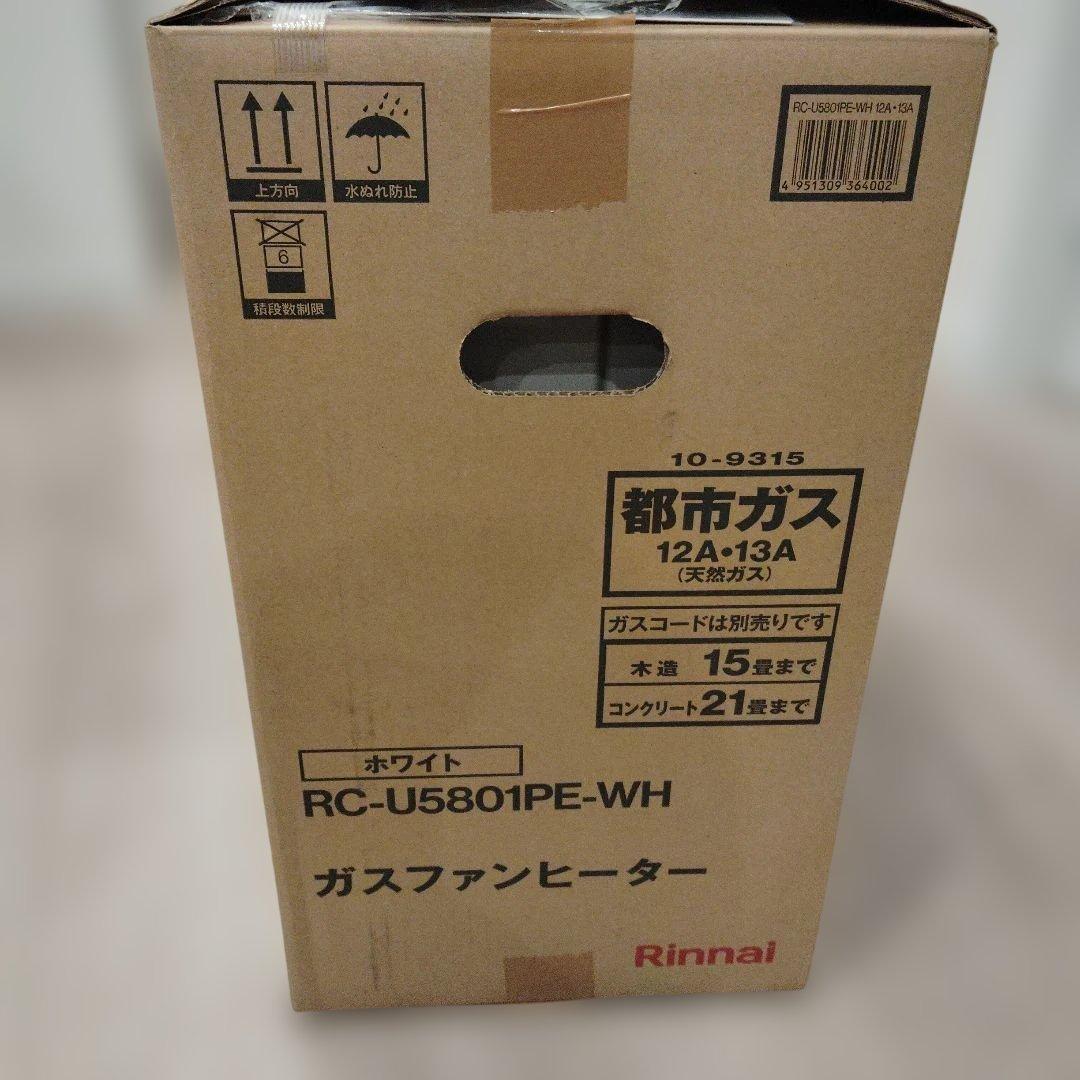 上方向
水ぬれ防止
6
積段数制限
RC-U5801PE-WH 12A・13A
4 951309 364002
10-9315
都市ガス
12A・13A
(天然ガス)
ガスコードは別売りです
木造 15畳まで
コンクリート21畳まで
ホワイト
RC-U5801PE-WH
ガスファンヒーター
Rinnai